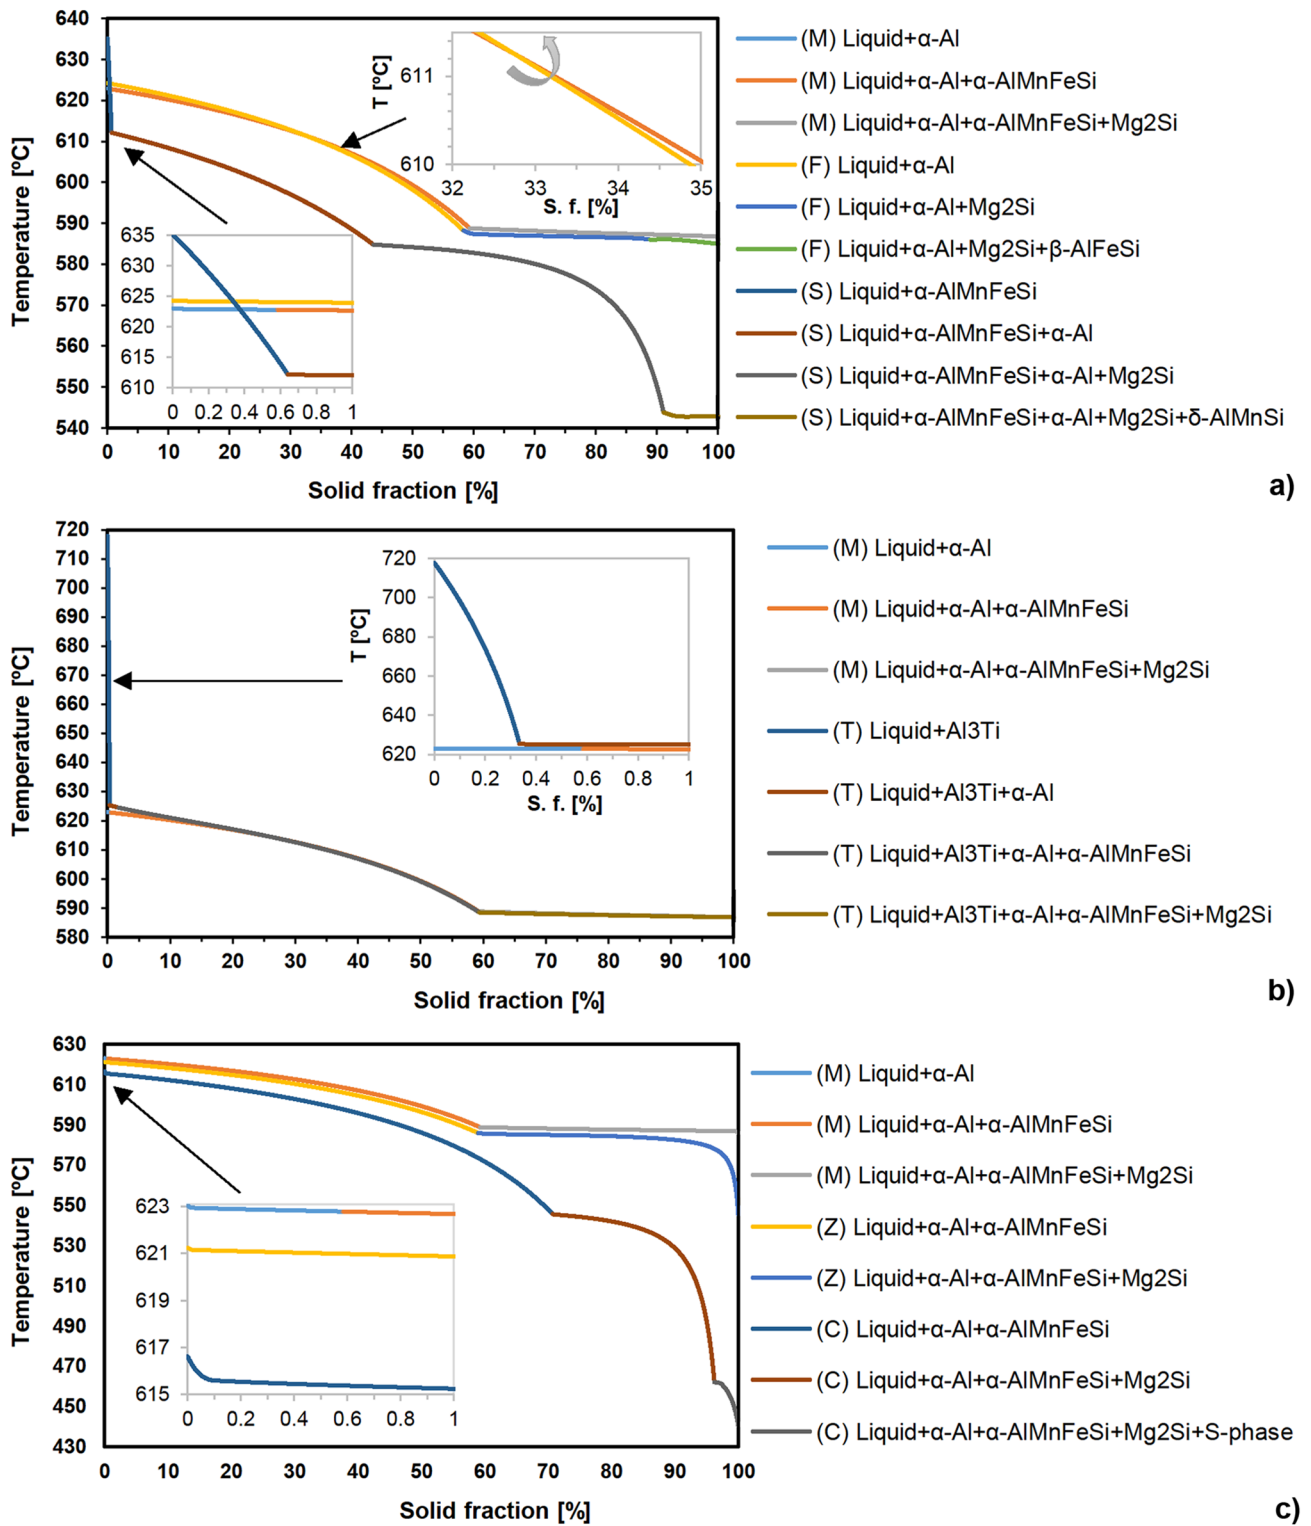 640
630
620
610
600
590
580
570
560
550
540
Temperature [ºC]
0 10 20 30 40 50 60 70 80 90 100
Solid fraction [%]
T [ºC]
611
610
32 33 34 35
S. f. [%]
635
630
625
620
615
610
0 0.2 0.4 0.6 0.8 1
(M) Liquid+α-Al
(M) Liquid+α-Al+α-AlMnFeSi
(M) Liquid+α-Al+α-AlMnFeSi+Mg2Si
(F) Liquid+α-Al
(F) Liquid+α-Al+Mg2Si
(F) Liquid+α-Al+Mg2Si+β-AlFeSi
(S) Liquid+α-AlMnFeSi
(S) Liquid+α-AlMnFeSi+α-Al
(S) Liquid+α-AlMnFeSi+α-Al+Mg2Si
(S) Liquid+α-AlMnFeSi+α-Al+Mg2Si+δ-AlMnSi
a)
720
710
700
690
680
670
660
650
640
630
620
610
600
590
580
Temperature [ºC]
0 10 20 30 40 50 60 70 80 90 100
Solid fraction [%]
T [ºC]
720
700
680
660
640
620
0 0.2 0.4 0.6 0.8 1
S. f. [%]
(M) Liquid+α-Al
(M) Liquid+α-Al+α-AlMnFeSi
(M) Liquid+α-Al+α-AlMnFeSi+Mg2Si
(T) Liquid+Al3Ti
(T) Liquid+Al3Ti+α-Al
(T) Liquid+Al3Ti+α-Al+α-AlMnFeSi
(T) Liquid+Al3Ti+α-Al+α-AlMnFeSi+Mg2Si
b)
630
610
590
570
550
530
510
490
470
450
430
Temperature [ºC]
0 10 20 30 40 50 60 70 80 90 100
Solid fraction [%]
623
621
619
617
615
0 0.2 0.4 0.6 0.8 1
(M) Liquid+α-Al
(M) Liquid+α-Al+α-AlMnFeSi
(M) Liquid+α-Al+α-AlMnFeSi+Mg2Si
(Z) Liquid+α-Al+α-AlMnFeSi
(Z) Liquid+α-Al+α-AlMnFeSi+Mg2Si
(C) Liquid+α-Al+α-AlMnFeSi
(C) Liquid+α-Al+α-AlMnFeSi+Mg2Si
(C) Liquid+α-Al+α-AlMnFeSi+Mg2Si+S-phase
c)